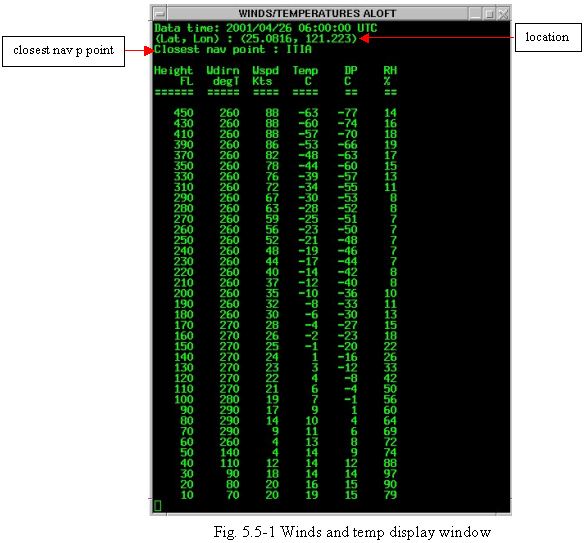 WINDS/TEMPERATURES ALOFT
Data time: 2001/04/26 06:00:00 UTC
(Lat, Lon) : (25.0816, 121.223)
location
closest nav p point
Closest nav point : ITIA
Height Wdirn Wspd Temp DP RH
FL degT Kts C C %
====== ===== ==== ==== == ==
450 260 88 -63 -77 14
430 260 88 -60 -74 16
410 260 88 -57 -70 18
390 260 86 -53 -66 19
370 260 82 -48 -63 17
350 260 78 -44 -60 15
330 260 76 -39 -57 13
310 260 72 -34 -55 11
290 260 67 -30 -53 8
280 260 63 -28 -52 8
270 260 59 -25 -51 7
260 260 56 -23 -50 7
250 260 52 -21 -48 7
240 260 48 -19 -46 7
230 260 44 -17 -44 7
220 260 40 -14 -42 8
210 260 37 -12 -40 8
200 260 35 -10 -36 10
190 260 32 -8 -33 11
180 260 30 -6 -30 13
170 270 28 -4 -27 15
160 270 26 -2 -23 18
150 270 25 -1 -20 22
140 270 24 1 -16 26
130 270 23 3 -12 33
120 270 22 4 -8 42
110 270 21 6 -4 50
100 280 19 7 -1 56
90 290 17 9 1 60
80 290 14 10 4 64
70 290 9 11 6 69
60 260 4 13 8 72
50 140 4 14 9 74
40 110 12 14 12 88
30 90 18 14 14 97
20 80 20 16 15 90
10 70 20 19 15 79
Fig. 5.5-1 Winds and temp display window